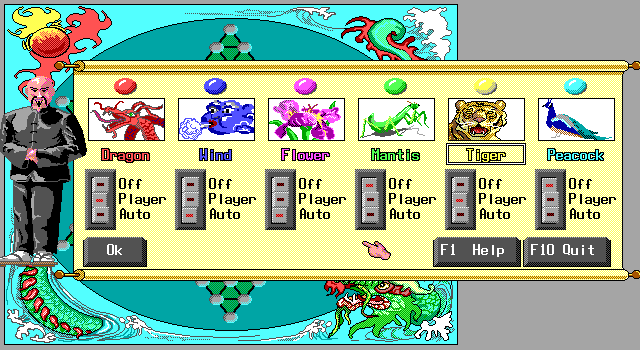 Dragon Wind Flower Mantis Tiger Peacock
Off Off Off Off Off Off
Player Player Player Player Player Player
Auto Auto Auto Auto Auto Auto
Ok F1 Help F10 Quit